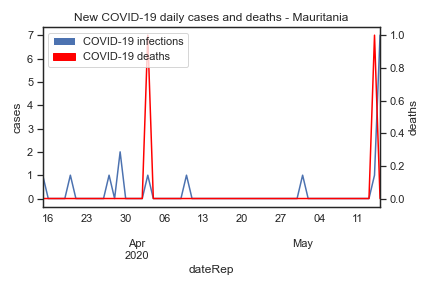 New COVID-19 daily cases and deaths - Mauritania
COVID-19 infections
COVID-19 deaths
7
6
5
4
3
2
1
0
cases
1.0
0.8
0.6
0.4
0.2
0.0
deaths
16 23 30 06 13 20 27 04 11
Apr May
2020
dateRep